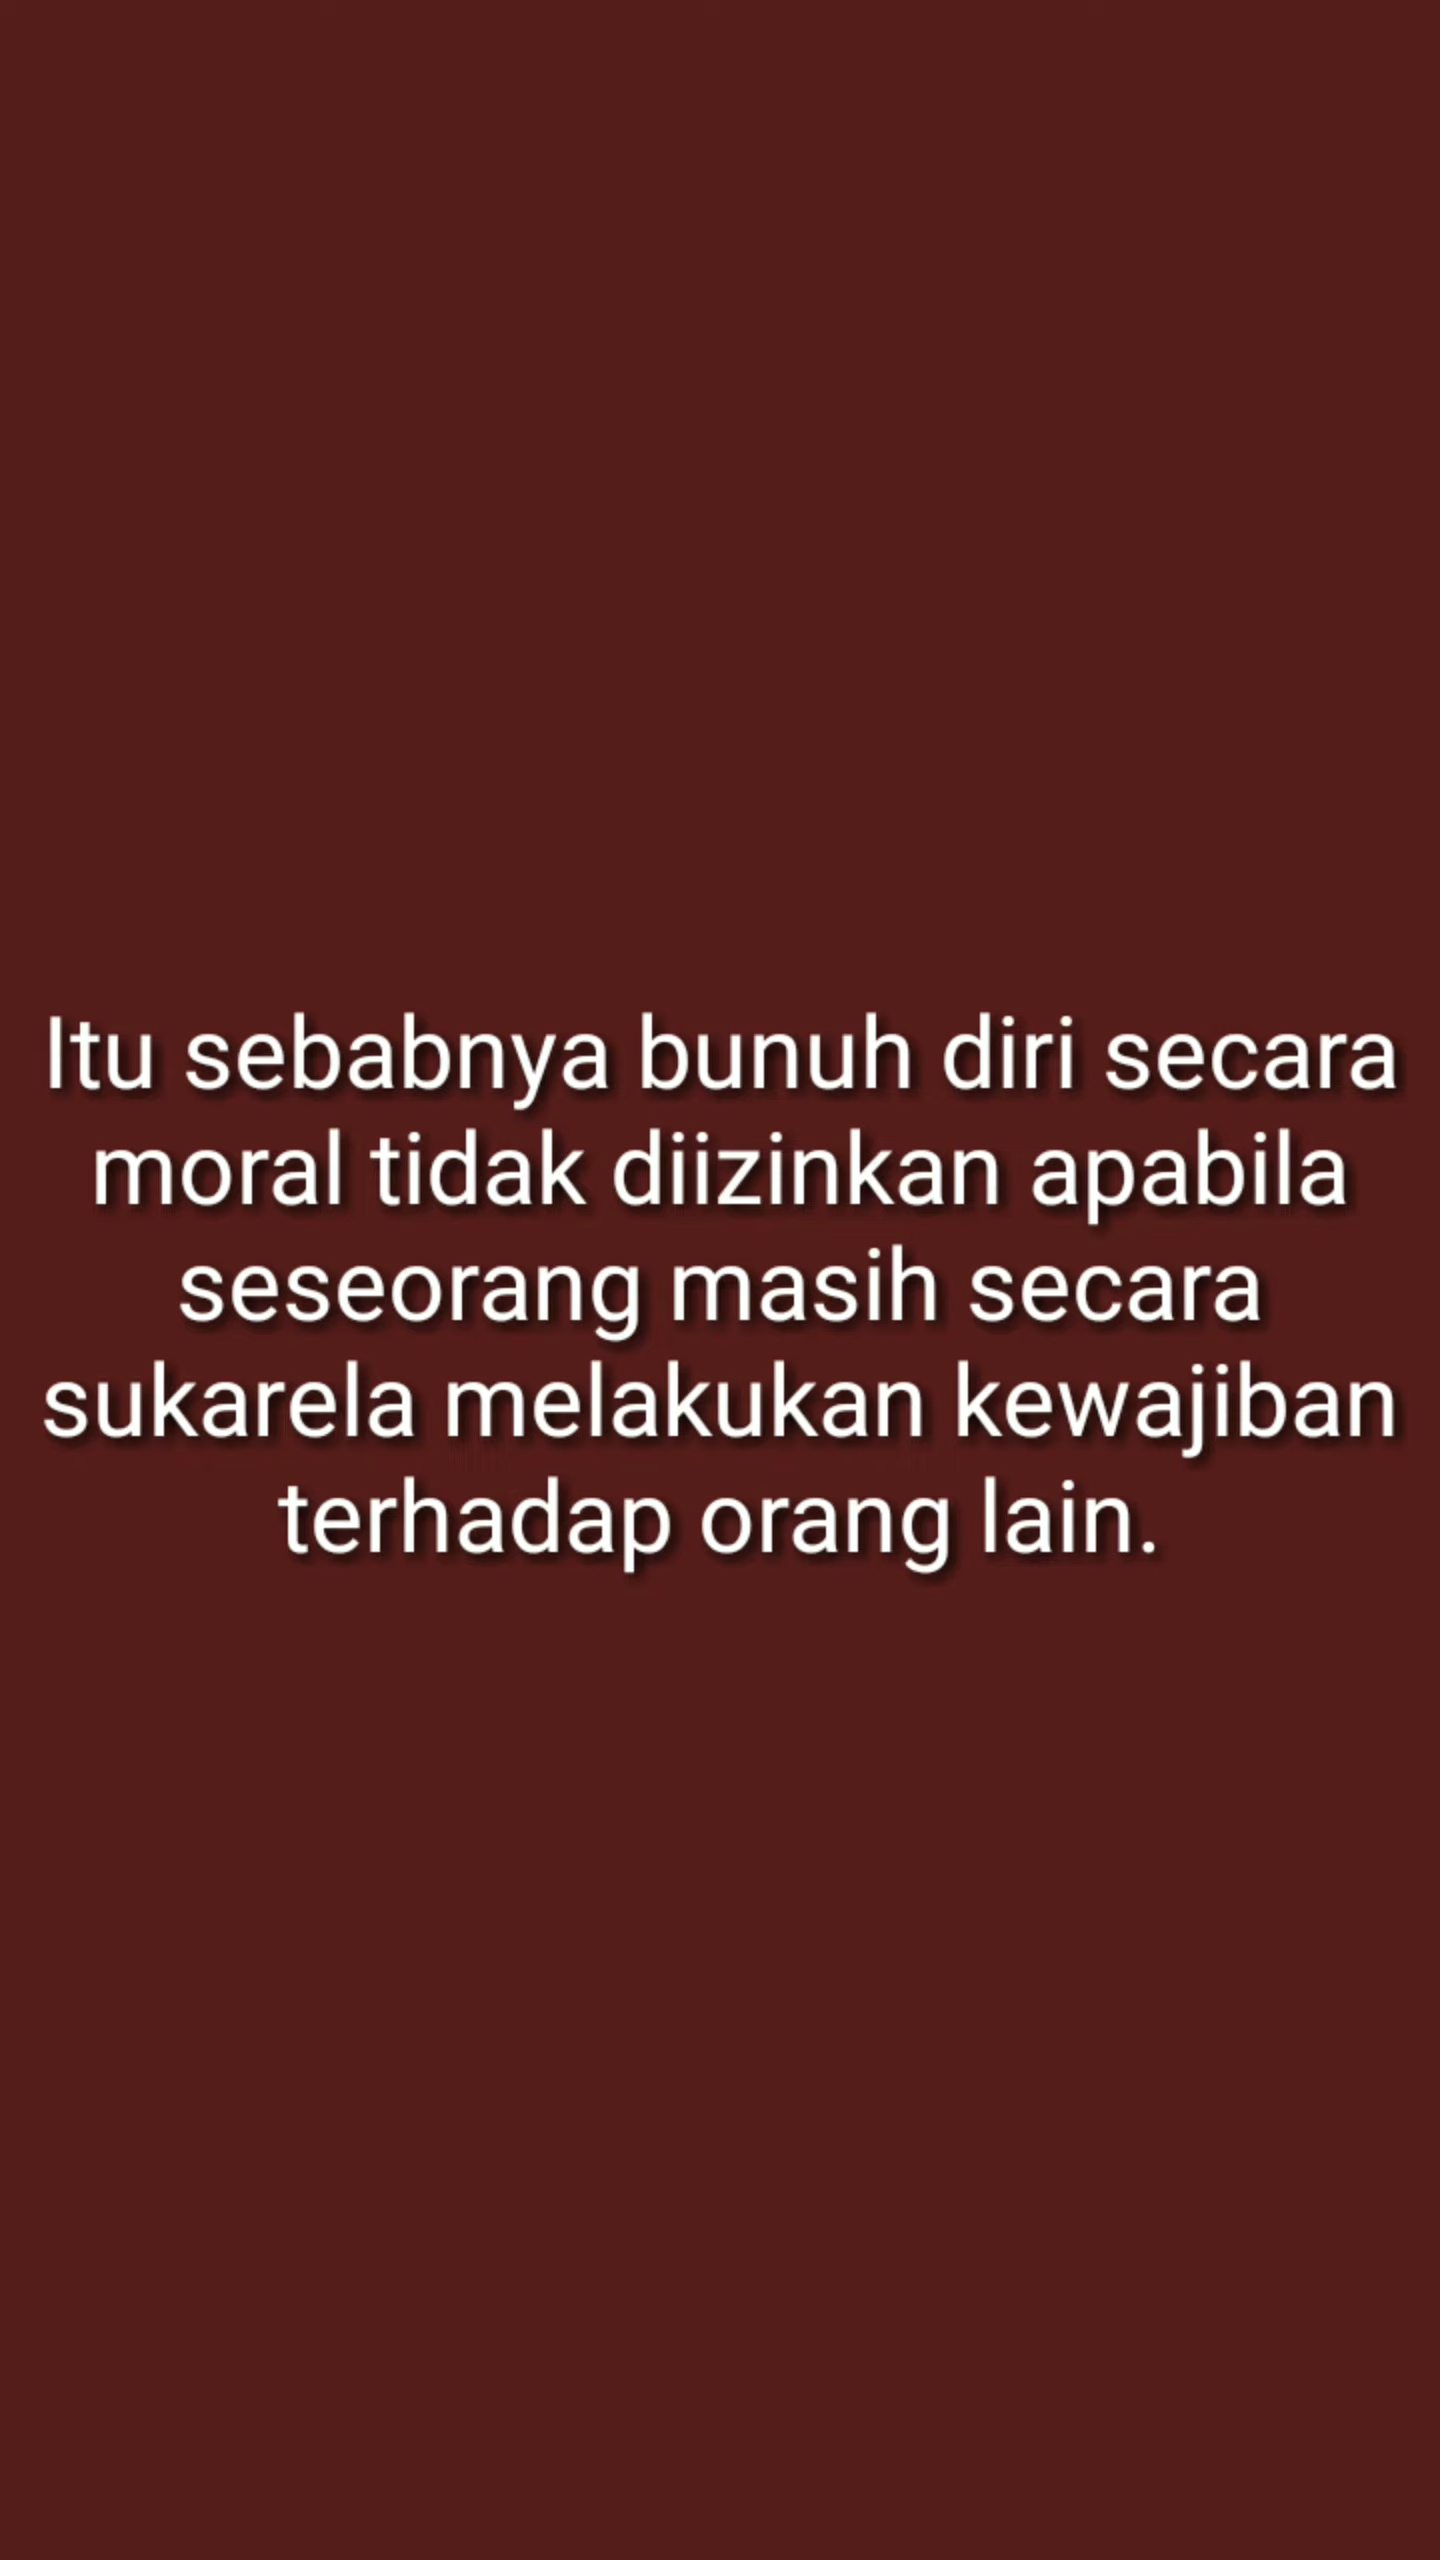 Itu sebabnya bunuh diri secara
moral tidak diizinkan apabila
seseorang masih secara
sukarela melakukan kewajiban
terhadap orang lain.